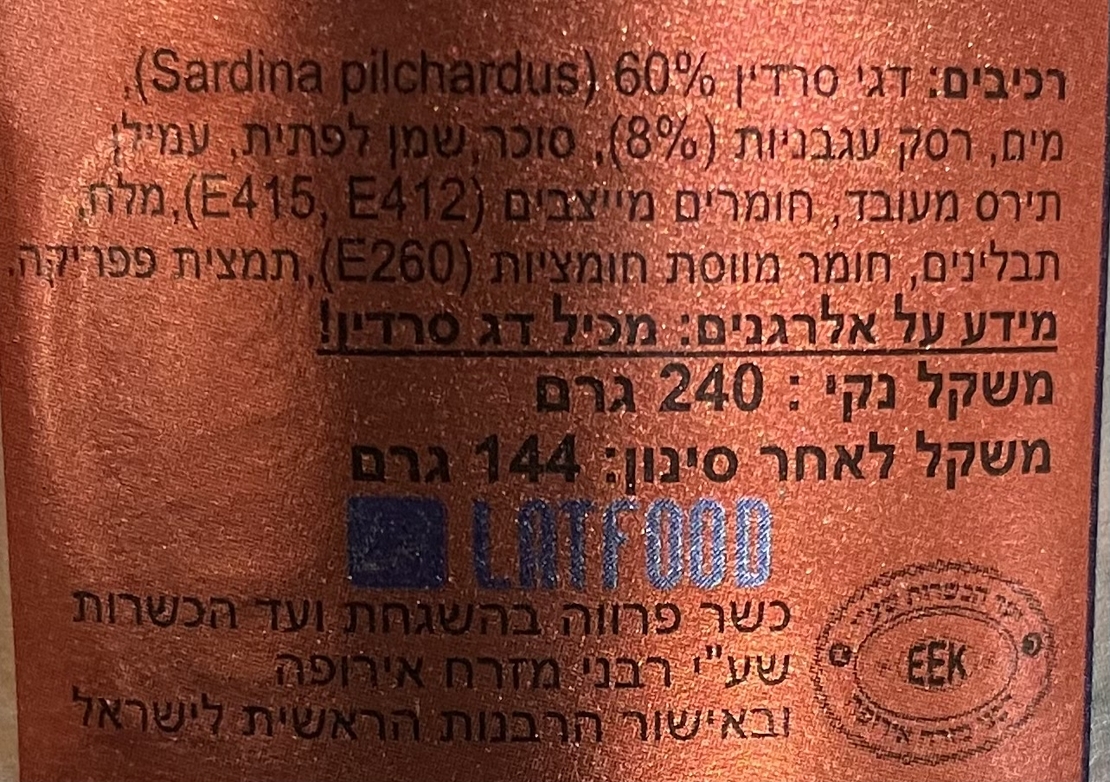 רכיבים: דגי סרדין 60% (Sardina pilchardus),
מים, רסק עגבניות (8%), סוכר, שמן לפתית, עמילן
תירס מעובד, חומרים מייצבים (E415, E412), מלח,
תבלינים, חומר מווסת חומציות (E260), תמצית פפריקה.
מידע על אלרגנים: מכיל דג סרדין!
משקל נקי : 240 גרם
משקל לאחר סינון: 144 גרם
LATFOOD
כשר פרווה בהשגחת ועד הכשרות
שע"י רבני מזרח אירופה
ובאישור הרבנות הראשית לישראל
EEK